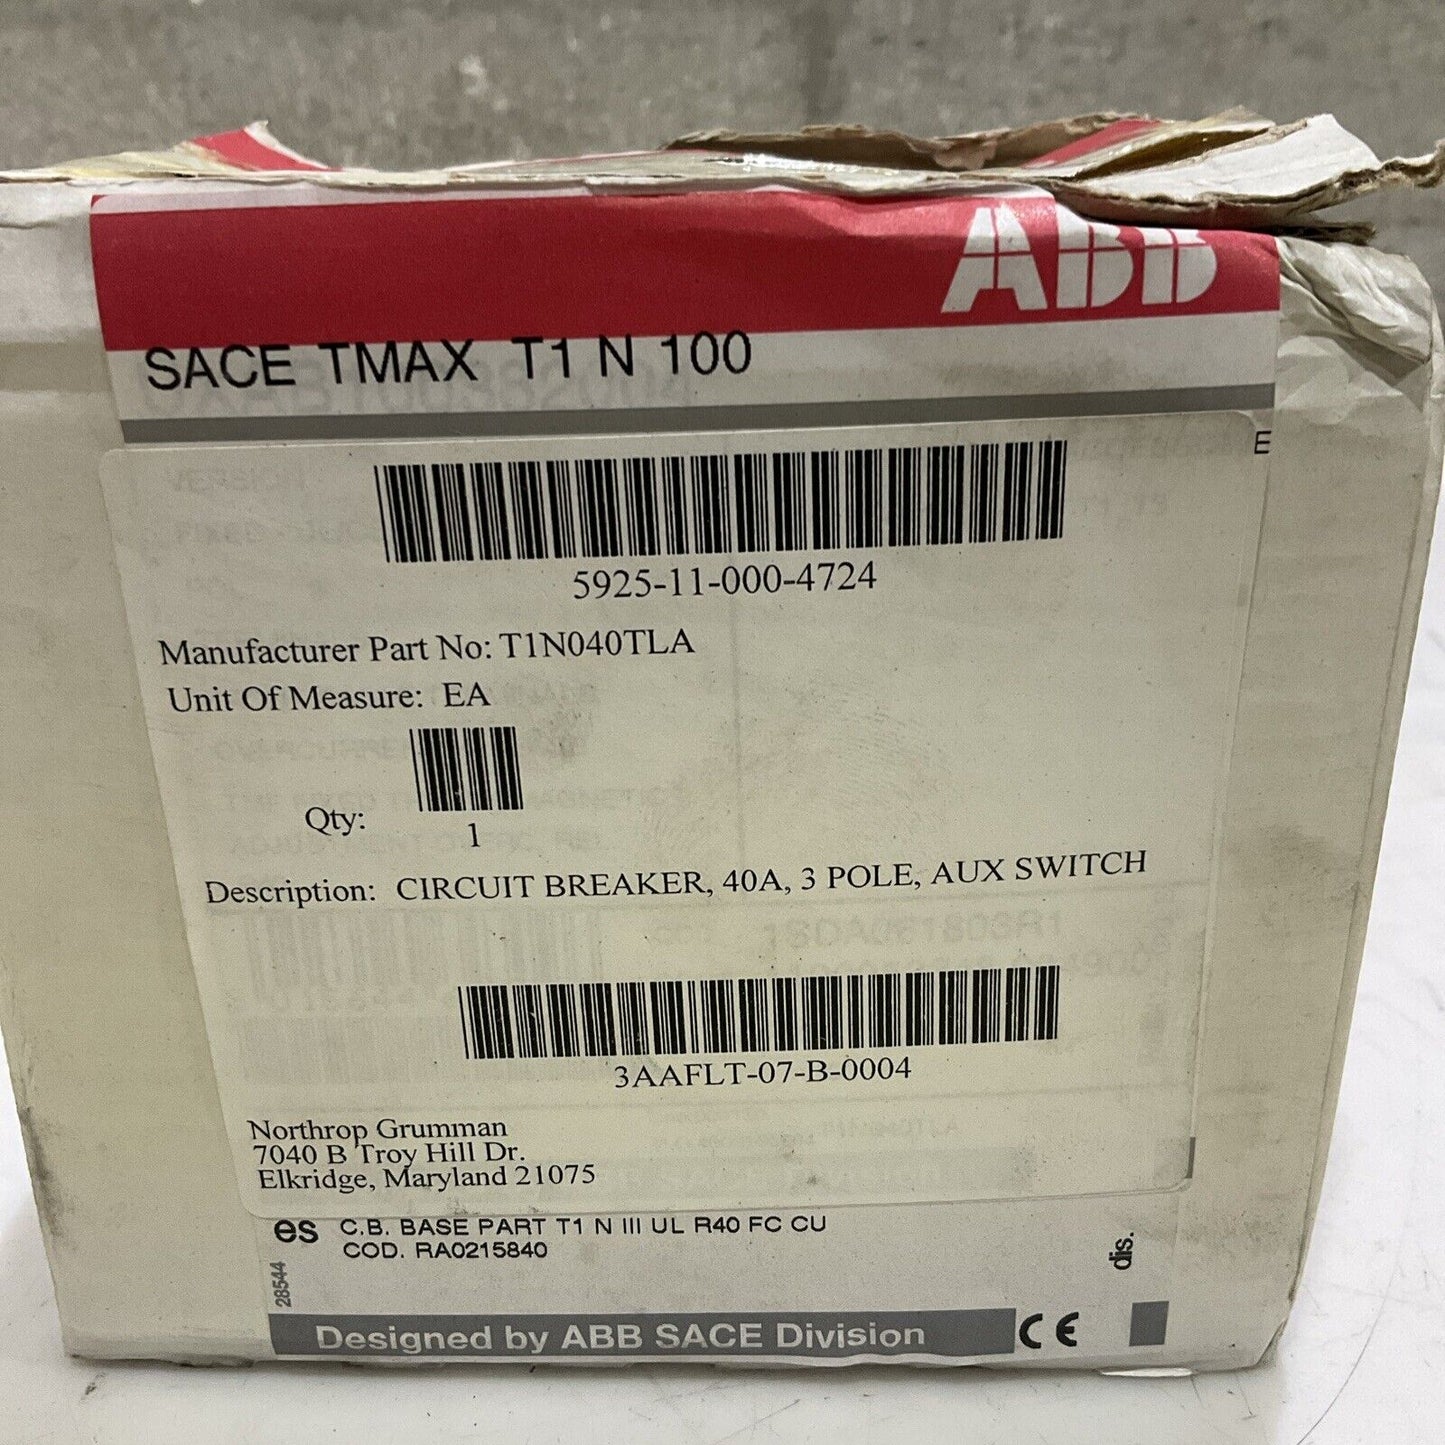 ABB
SACE TMAX T1 N 100
E
5925-11-000-4724
Manufacturer Part No: T1N040TLA
Unit Of Measure: EA
Qty:
1
Description: CIRCUIT BREAKER, 40A, 3 POLE, AUX SWITCH
3AAFLT-07-B-0004
Northrop Grumman
7040 B Troy Hill Dr.
Elkridge, Maryland 21075
es C.B. BASE PART T1 N III UL R40 FC CU
COD. RA0215840
dis.
28544
Designed by ABB SACE Division
CE